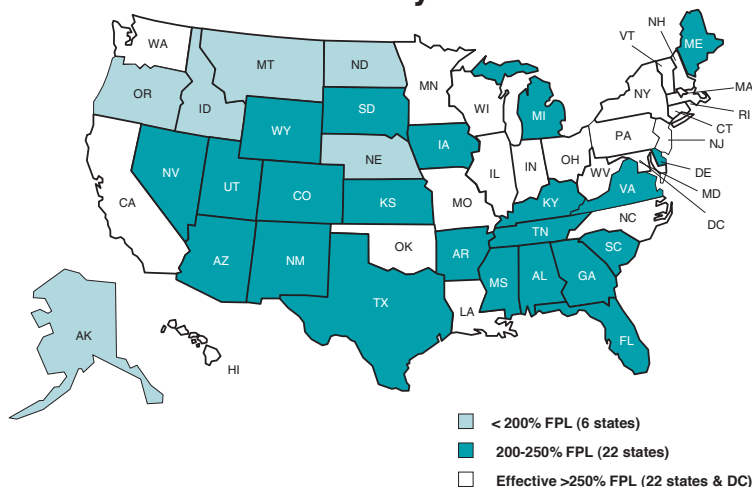 NH
VT
ME
WA
MT
ND
MN
OR
ID
SD
WI
NY
MA
MI
RI
WY
CT
PA
NJ
IA
NE
NV
OH
IL
IN
DE
UT
WV
CO
VA
MD
CA
KS
MO
KY
DC
NC
TN
OK
AZ
NM
AR
SC
MS
AL
GA
TX
LA
AK
FL
HI
< 200% FPL (6 states)
200-250% FPL (22 states)
Effective >250% FPL (22 states & DC)